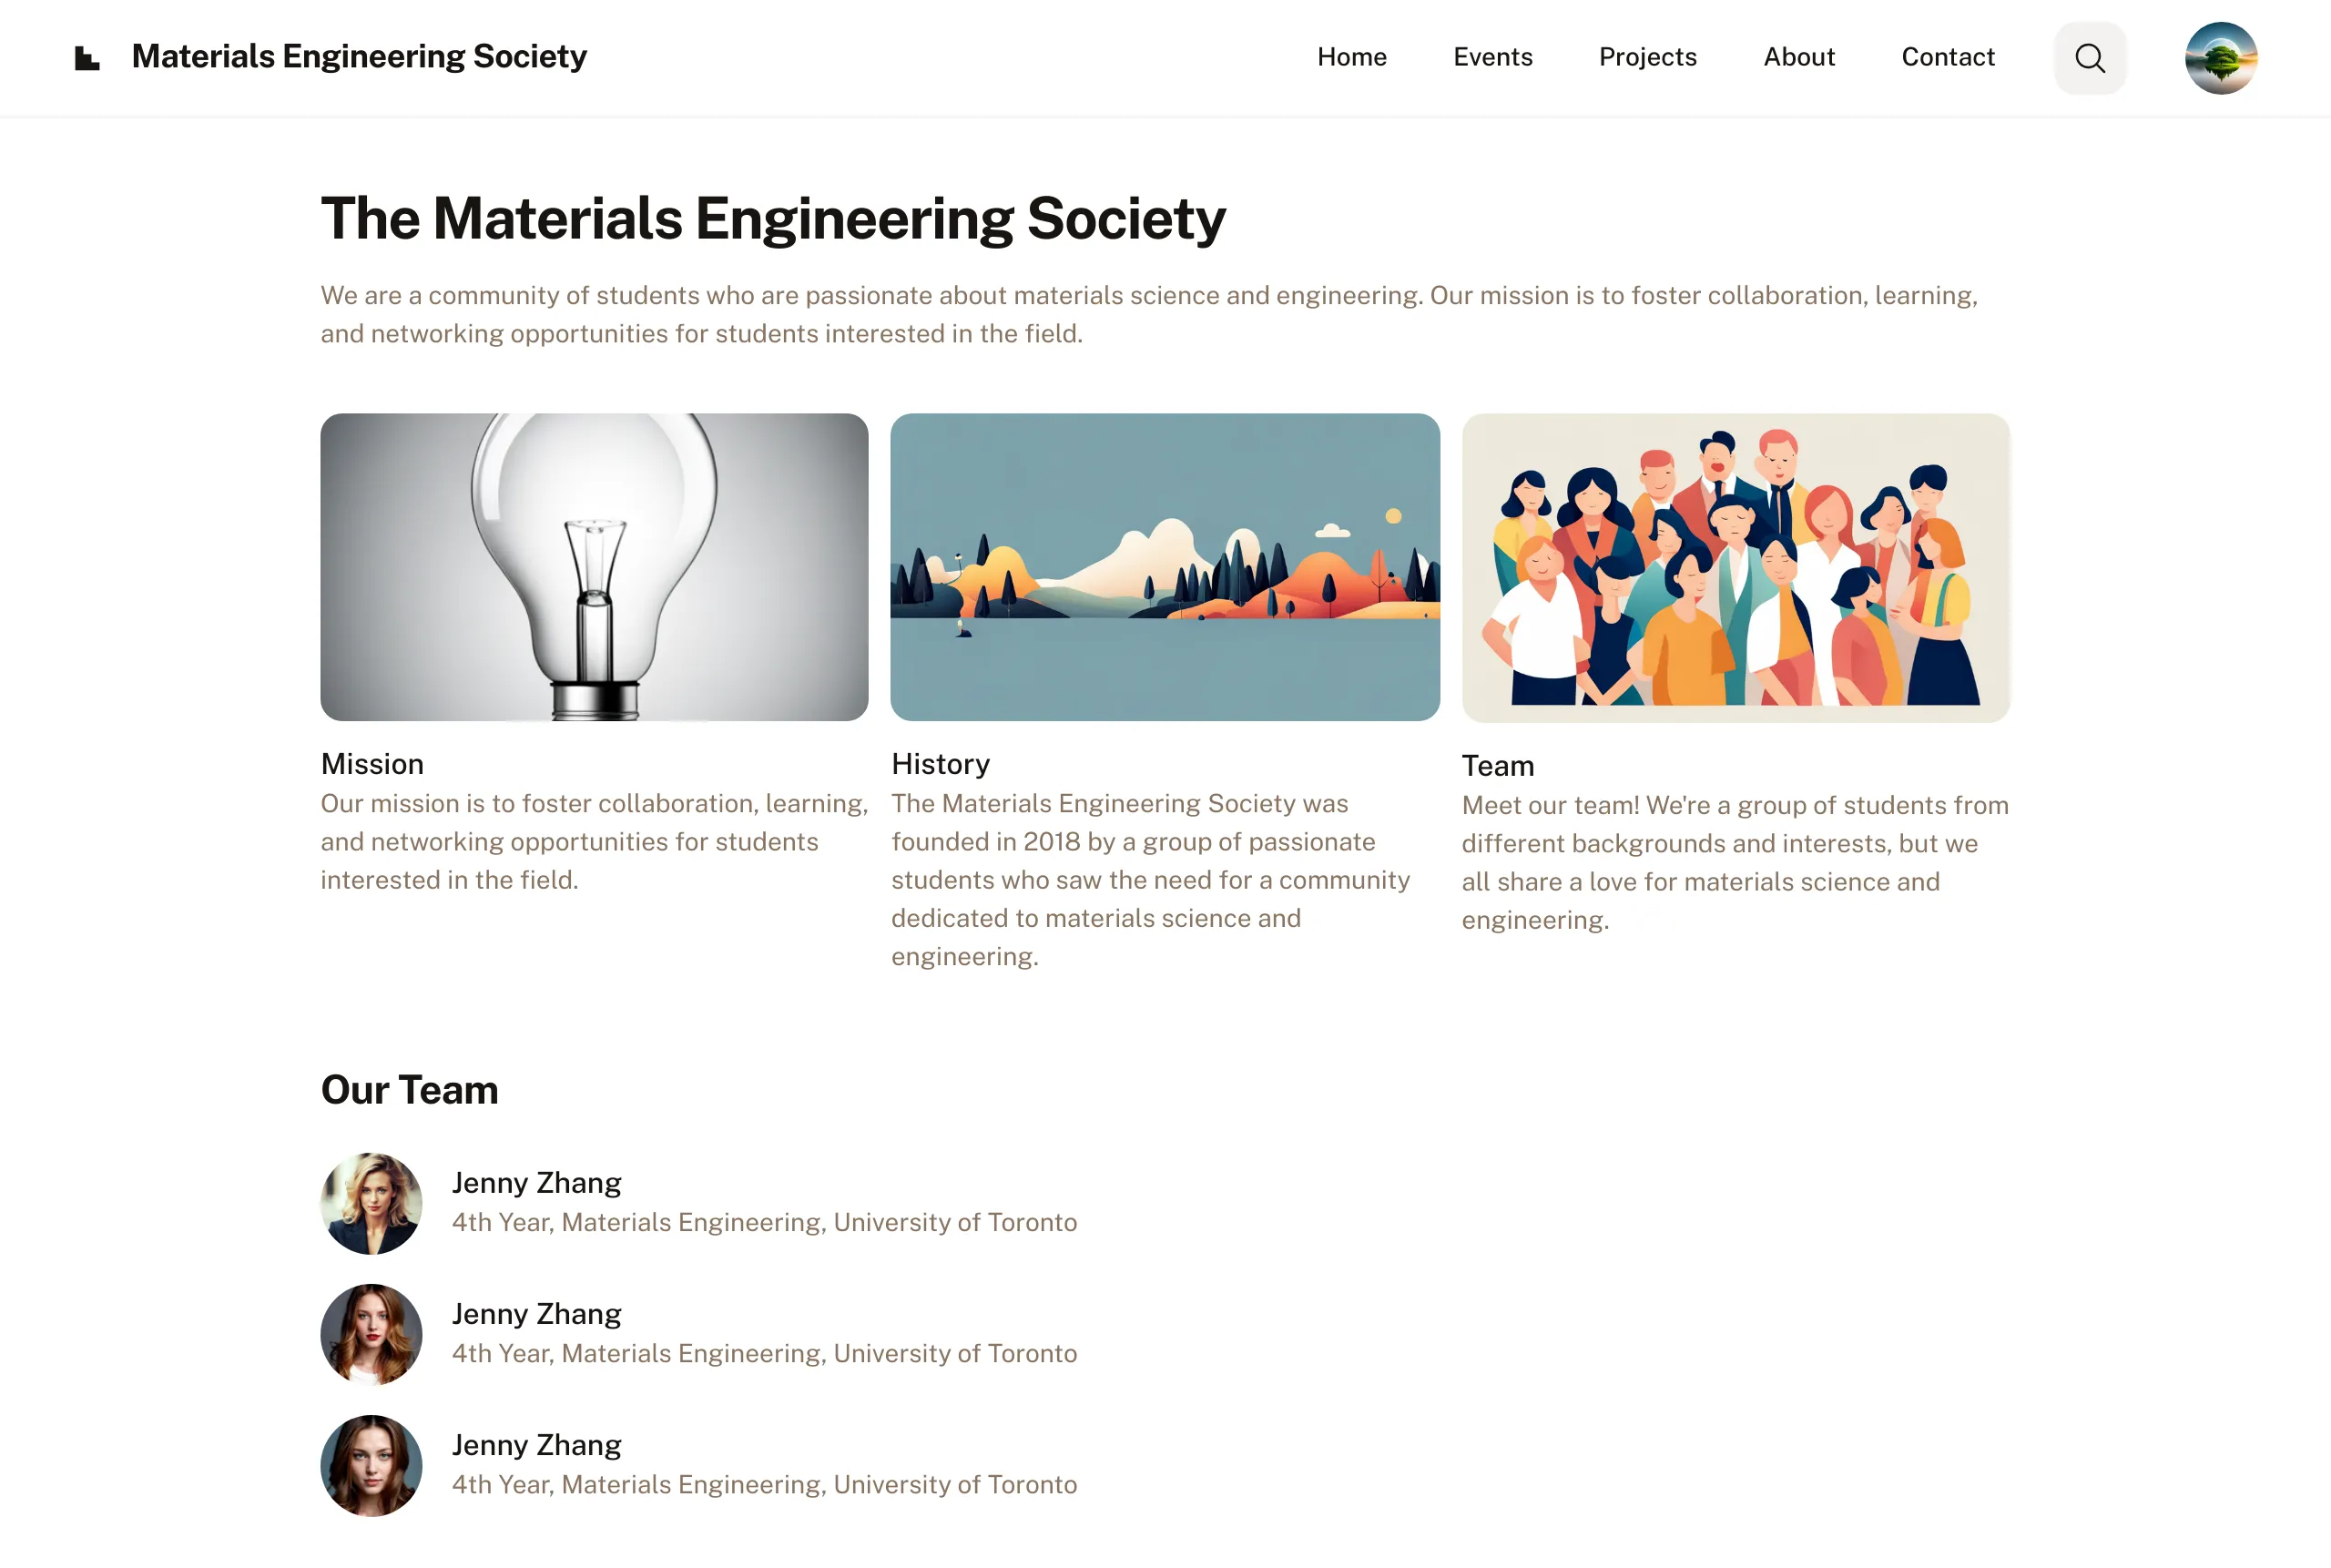 Materials Engineering Society
Home
Events
Projects
About
Contact
The Materials Engineering Society
We are a community of students who are passionate about materials science and engineering. Our mission is to foster collaboration, learning,
and networking opportunities for students interested in the field.
Mission
Our mission is to foster collaboration, learning,
and networking opportunities for students
interested in the field.
History
The Materials Engineering Society was
founded in 2018 by a group of passionate
students who saw the need for a community
dedicated to materials science and
engineering.
Team
Meet our team! We're a group of students from
different backgrounds and interests, but we
all share a love for materials science and
engineering.
Our Team
Jenny Zhang
4th Year, Materials Engineering, University of Toronto
Jenny Zhang
4th Year, Materials Engineering, University of Toronto
Jenny Zhang
4th Year, Materials Engineering, University of Toronto